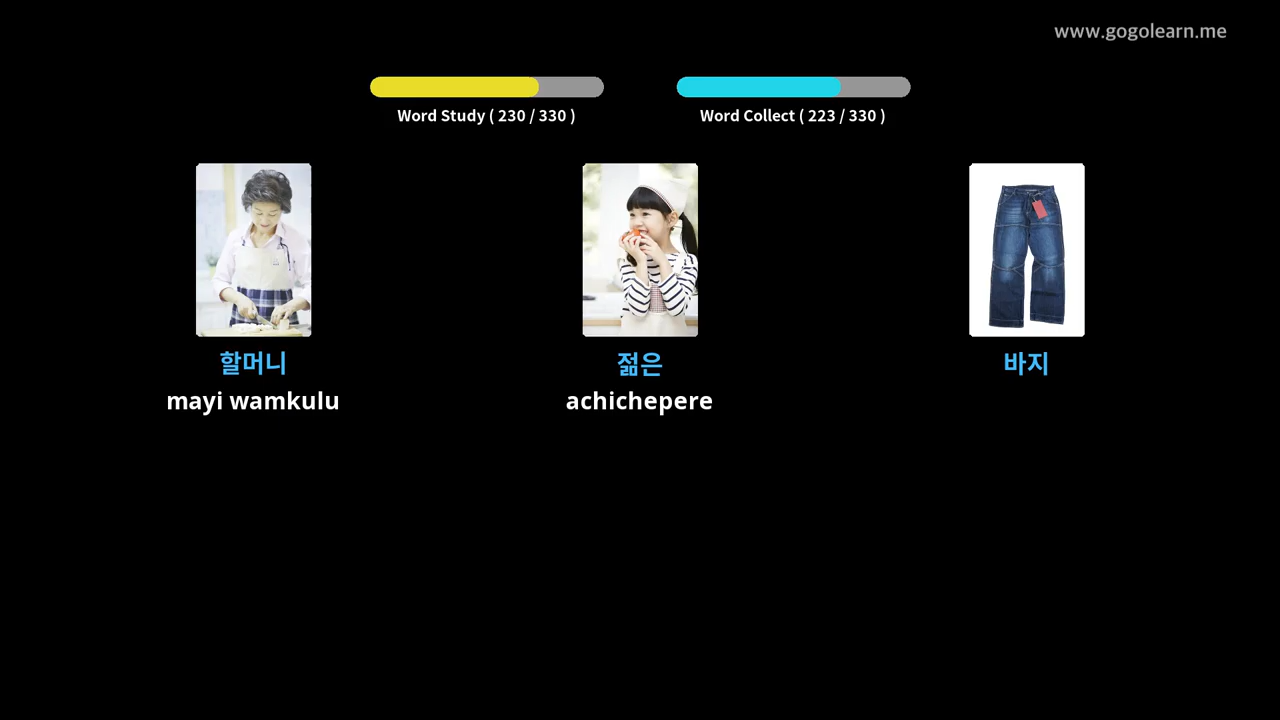 www.gogolearn.me
Word Study ( 230 / 330 )
Word Collect ( 223 / 330 )
할머니
mayi wamkulu
젊은
achichepere
바지